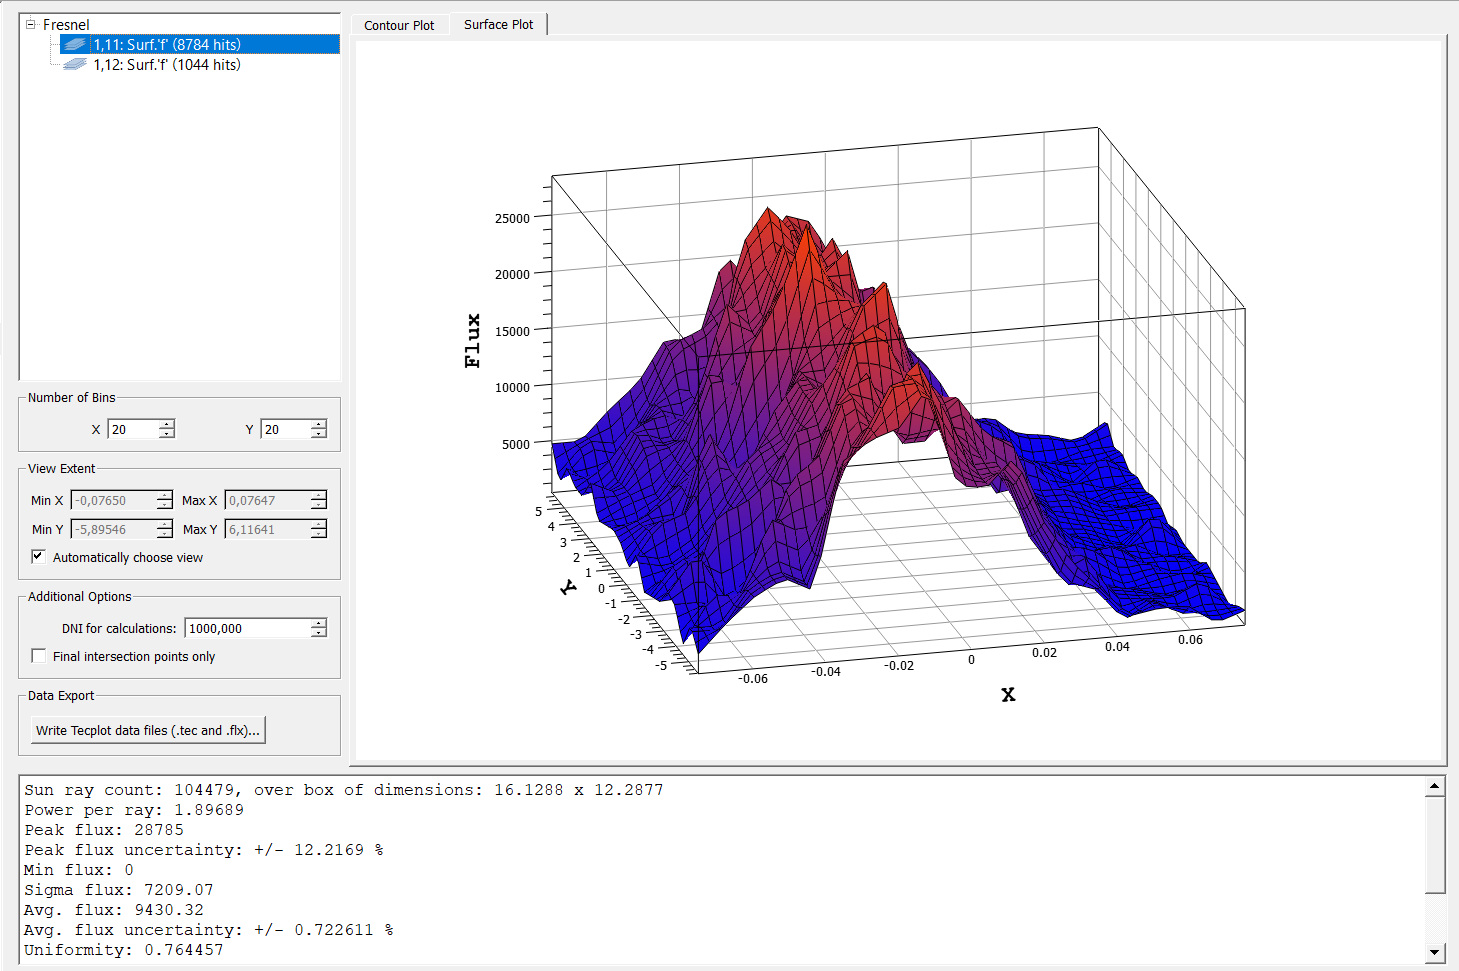 Fresnel
1,11: Surf.'f' (8784 hits)
1,12: Surf.'f' (1044 hits)
Number of Bins
X 20 Y 20
View Extent
Min X -0,07650 Max X 0,07647
Min Y -5,89546 Max Y 6,11641
Automatically choose view
Additional Options
DNI for calculations: 1000,000
Final intersection points only
Data Export
Write Tecplot data files (.tec and .flx)...
Contour Plot Surface Plot
25000
20000
15000
10000
5000
Flux
5
4
3
2
1
0
-1
-2
-3
-4
-5
Y
-0.06
-0.04
-0.02
0
0.02
0.04
0.06
X
Sun ray count: 104479, over box of dimensions: 16.1288 x 12.2877
Power per ray: 1.89689
Peak flux: 28785
Peak flux uncertainty: +/- 12.2169 %
Min flux: 0
Sigma flux: 7209.07
Avg. flux: 9430.32
Avg. flux uncertainty: +/- 0.722611 %
Uniformity: 0.764457